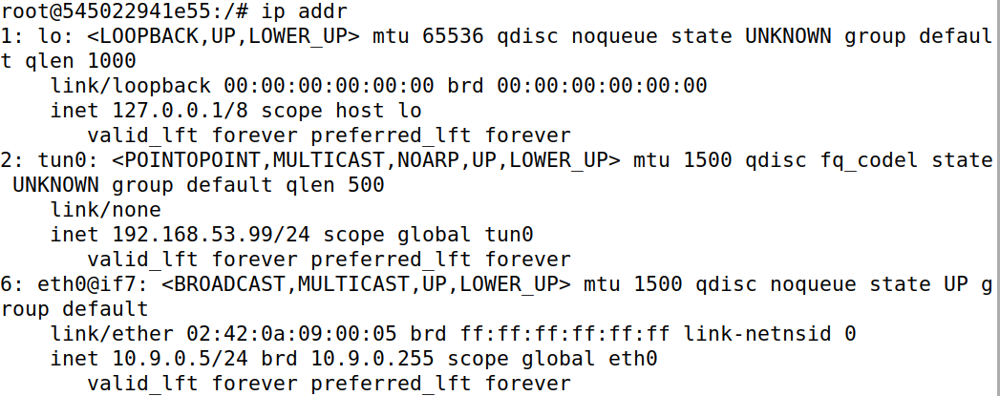 root@545022941e55:/# ip addr
1: lo: <LOOPBACK,UP,LOWER_UP> mtu 65536 qdisc noqueue state UNKNOWN group defaul
t qlen 1000
    link/loopback 00:00:00:00:00:00 brd 00:00:00:00:00:00
    inet 127.0.0.1/8 scope host lo
       valid_lft forever preferred_lft forever
2: tun0: <POINTOPOINT,MULTICAST,NOARP,UP,LOWER_UP> mtu 1500 qdisc fq_codel state
 UNKNOWN group default qlen 500
    link/none
    inet 192.168.53.99/24 scope global tun0
       valid_lft forever preferred_lft forever
6: eth0@if7: <BROADCAST,MULTICAST,UP,LOWER_UP> mtu 1500 qdisc noqueue state UP g
roup default
    link/ether 02:42:0a:09:00:05 brd ff:ff:ff:ff:ff:ff link-netnsid 0
    inet 10.9.0.5/24 brd 10.9.0.255 scope global eth0
       valid_lft forever preferred_lft forever